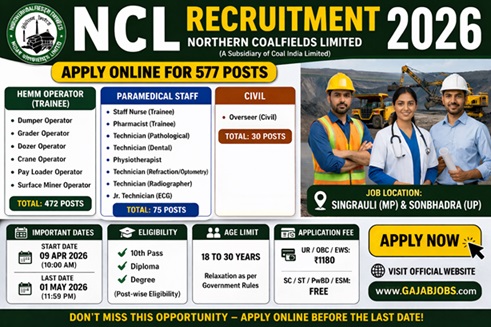 NCL RECRUITMENT 2026
NORTHERN COALFIELDS LIMITED
(A Subsidiary of Coal India Limited)
APPLY ONLINE FOR 577 POSTS
HEMM OPERATOR
(TRAINEE)
• Dumper Operator
• Grader Operator
• Dozer Operator
• Crane Operator
• Pay Loader Operator
• Surface Miner Operator
TOTAL: 472 POSTS
PARAMEDICAL STAFF
• Staff Nurse (Trainee)
• Pharmacist (Trainee)
• Technician (Pathological)
• Technician (Dental)
• Physiotherapist
• Technician (Refraction/Optometry)
• Technician (Radiographer)
• Jr. Technician (ECG)
TOTAL: 75 POSTS
CIVIL
• Overseer (Civil)
TOTAL: 30 POSTS
JOB LOCATION:
SINGRAULI (MP) & SONBHADRA (UP)
IMPORTANT DATES
START DATE
09 APR 2026
(10:00 AM)
LAST DATE
01 MAY 2026
(11:59 PM)
ELIGIBILITY
✓ 10th Pass
✓ Diploma
✓ Degree
(Post-wise Eligibility)
AGE LIMIT
18 TO 30 YEARS
Relaxation as per
Government Rules
APPLICATION FEE
UR / OBC / EWS:
₹1180
SC / ST / PwBD / ESM:
FREE
APPLY NOW
VISIT OFFICIAL WEBSITE
www.GAJABJOBS.com
DON'T MISS THIS OPPORTUNITY – APPLY ONLINE BEFORE THE LAST DATE!